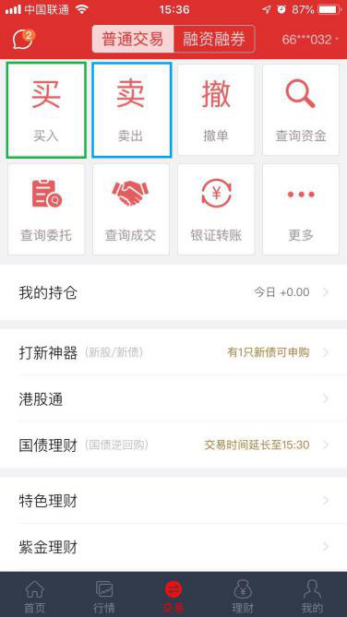 中国联通 15:36 87%
2 普通交易 融资融券 66***032
买 卖 撤
买入 卖出 撤单 查询资金
查询委托 查询成交 银证转账 更多
我的持仓 今日 +0.00
打新神器 (新股/新债) 有1只新债可申购
港股通
国债理财 (国债逆回购) 交易时间延长至15:30
特色理财
紫金理财
首页 行情 交易 理财 我的